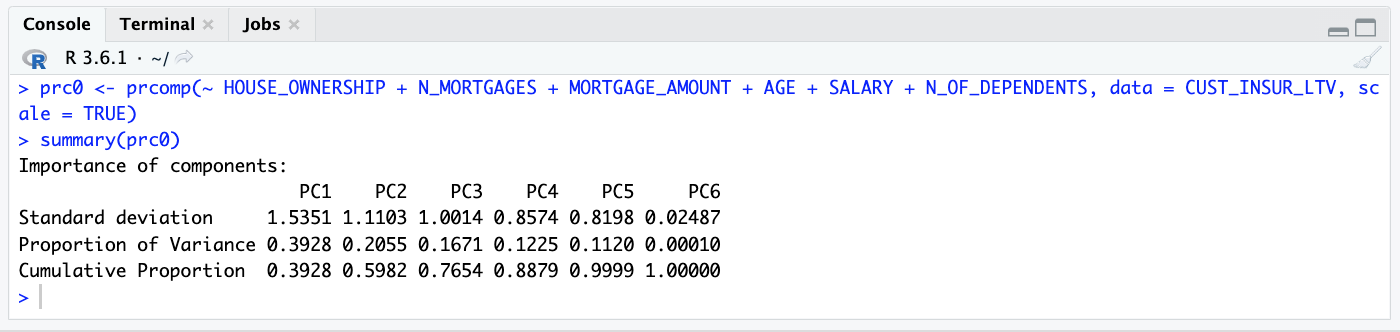 Console Terminal × Jobs ×
R R 3.6.1 · ~/
> prc0 <- prcomp(~ HOUSE_OWNERSHIP + N_MORTGAGES + MORTGAGE_AMOUNT + AGE + SALARY + N_OF_DEPENDENTS, data = CUST_INSUR_LTV, sc
ale = TRUE)
> summary(prc0)
Importance of components:
                          PC1    PC2    PC3    PC4    PC5     PC6
Standard deviation     1.5351 1.1103 1.0014 0.8574 0.8198 0.02487
Proportion of Variance 0.3928 0.2055 0.1671 0.1225 0.1120 0.00010
Cumulative Proportion  0.3928 0.5982 0.7654 0.8879 0.9999 1.00000
>